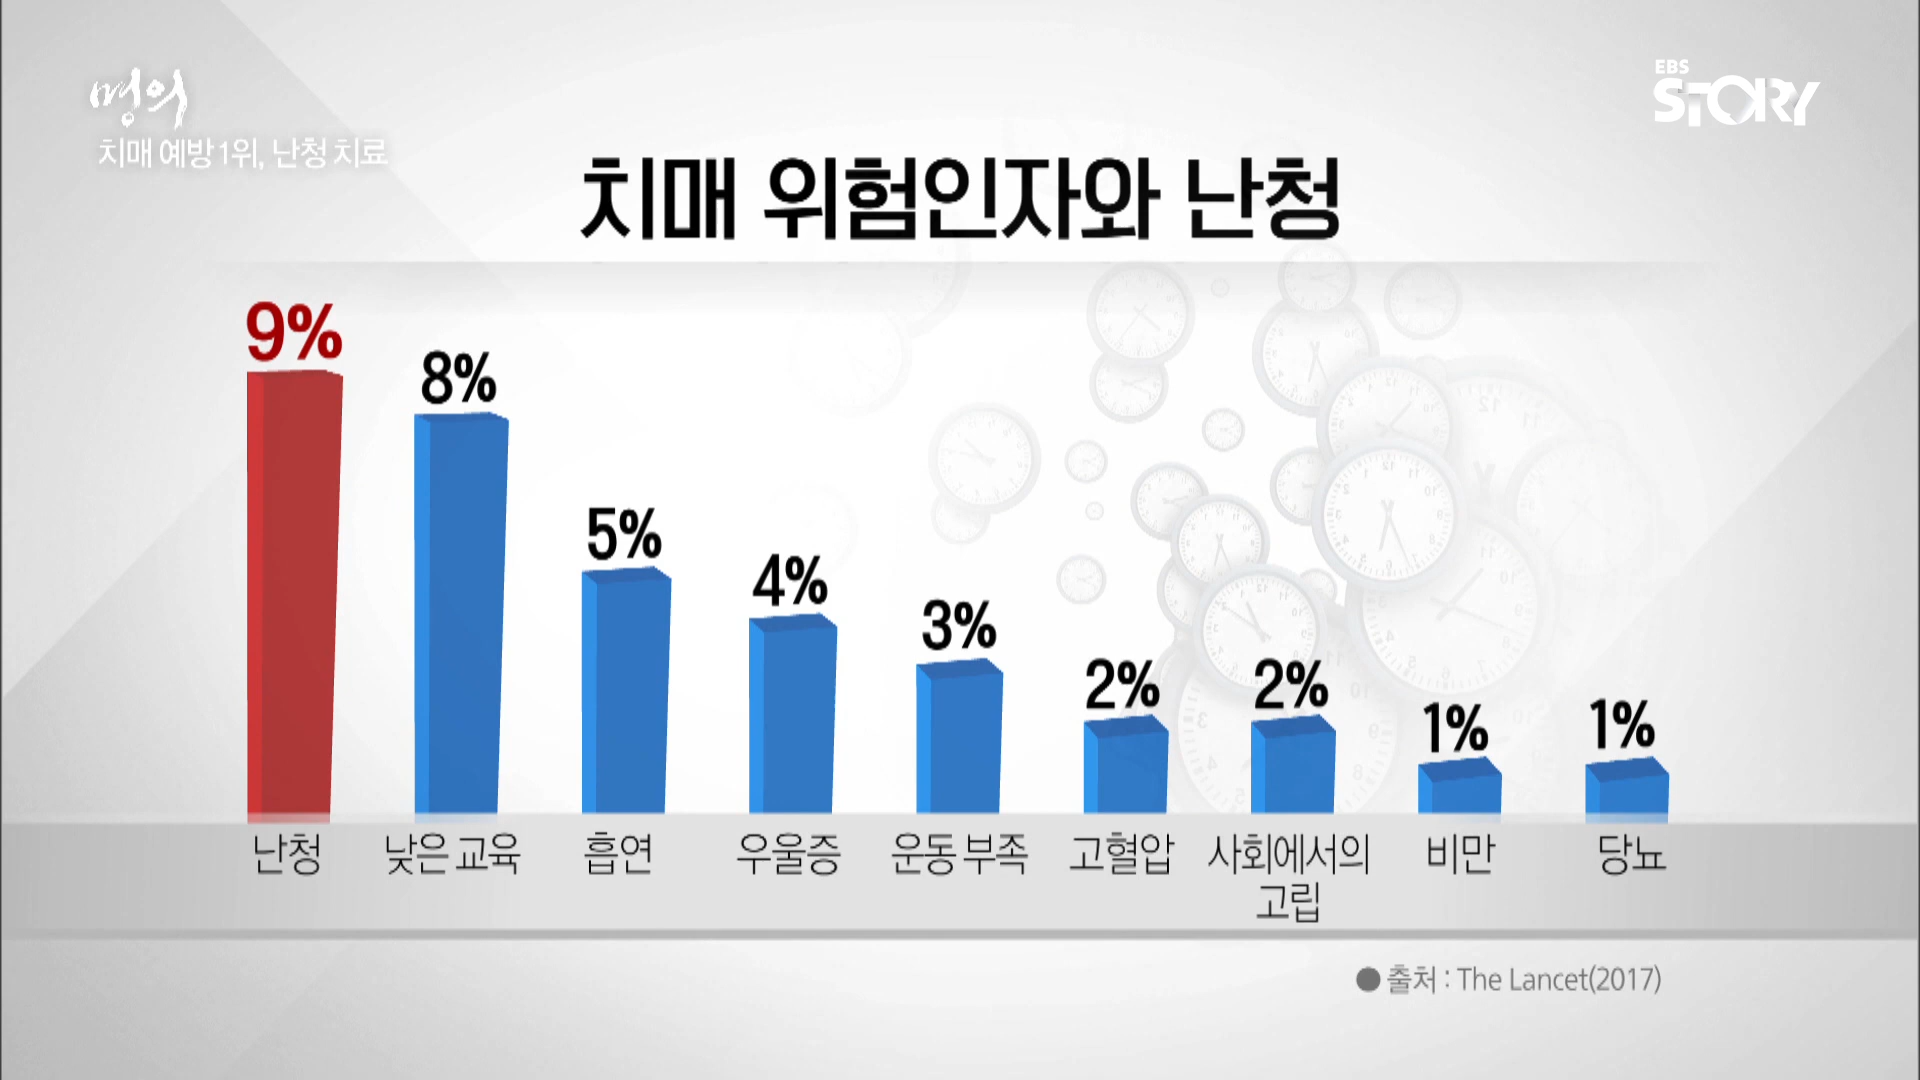 명의
치매 예방 1위, 난청 치료
EBS
STORY
치매 위험인자와 난청
9%
8%
5%
4%
3%
2%
2%
1%
1%
난청
낮은 교육
흡연
우울증
운동 부족
고혈압
사회에서의
고립
비만
당뇨
● 출처 : The Lancet(2017)